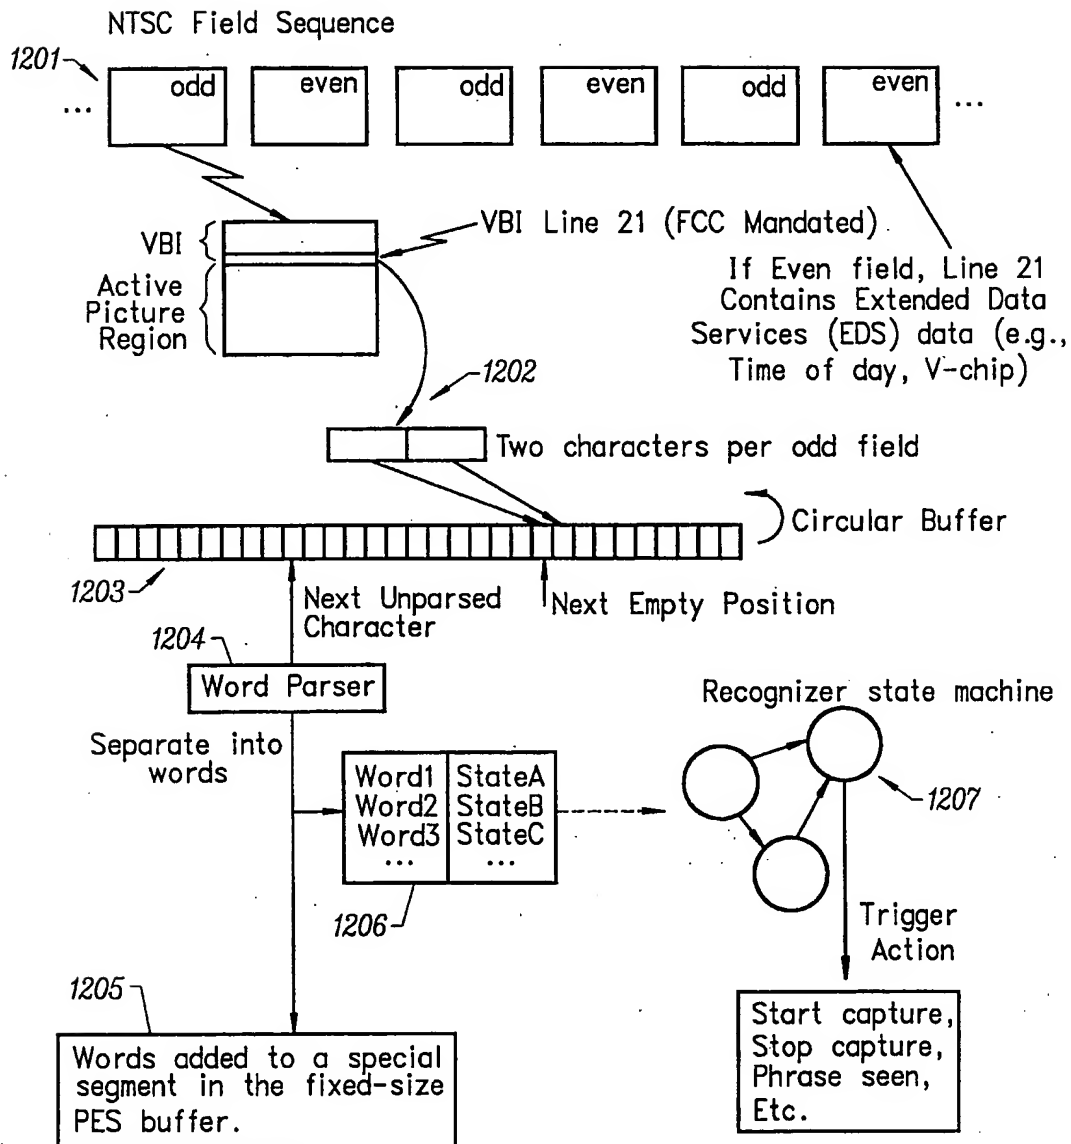 NTSC Field Sequence
1201
... odd even odd even odd even ...
VBI
VBI Line 21 (FCC Mandated)
Active
Picture
Region
If Even field, Line 21
Contains Extended Data
Services (EDS) data (e.g.,
Time of day, V-chip)
1202
Two characters per odd field
Circular Buffer
1203
Next Unparsed
Character
Next Empty Position
1204
Word Parser
Separate into
words
Word1 StateA
Word2 StateB
Word3 StateC
... ...
1206
Recognizer state machine
1207
Trigger
Action
1205
Words added to a special
segment in the fixed-size
PES buffer.
Start capture,
Stop capture,
Phrase seen,
Etc.